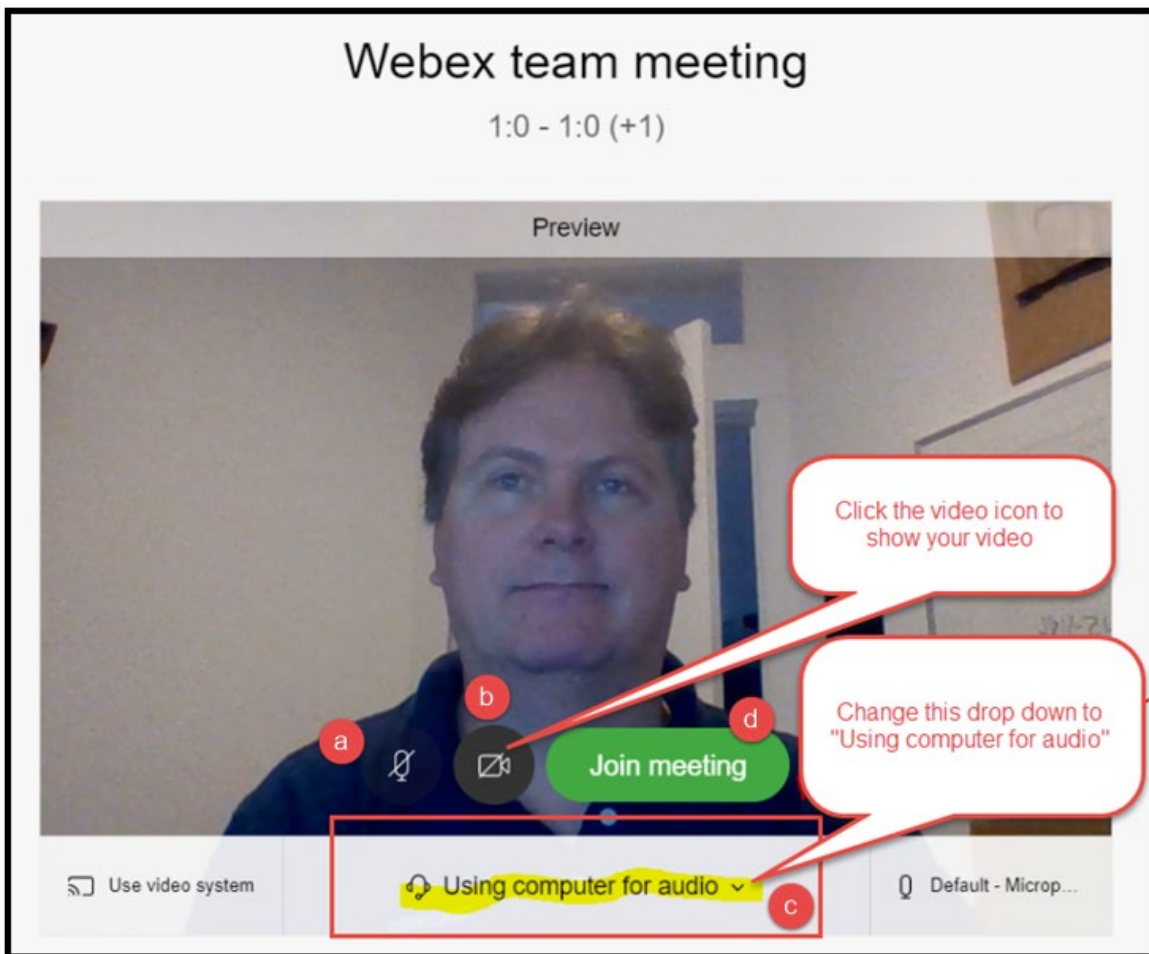 Webex team meeting
1:0 - 1:0 (+1)
Preview
Click the video icon to
show your video
Change this drop down to
"Using computer for audio"
a
b
d
Join meeting
Use video system
Using computer for audio
c
Default - Microp...